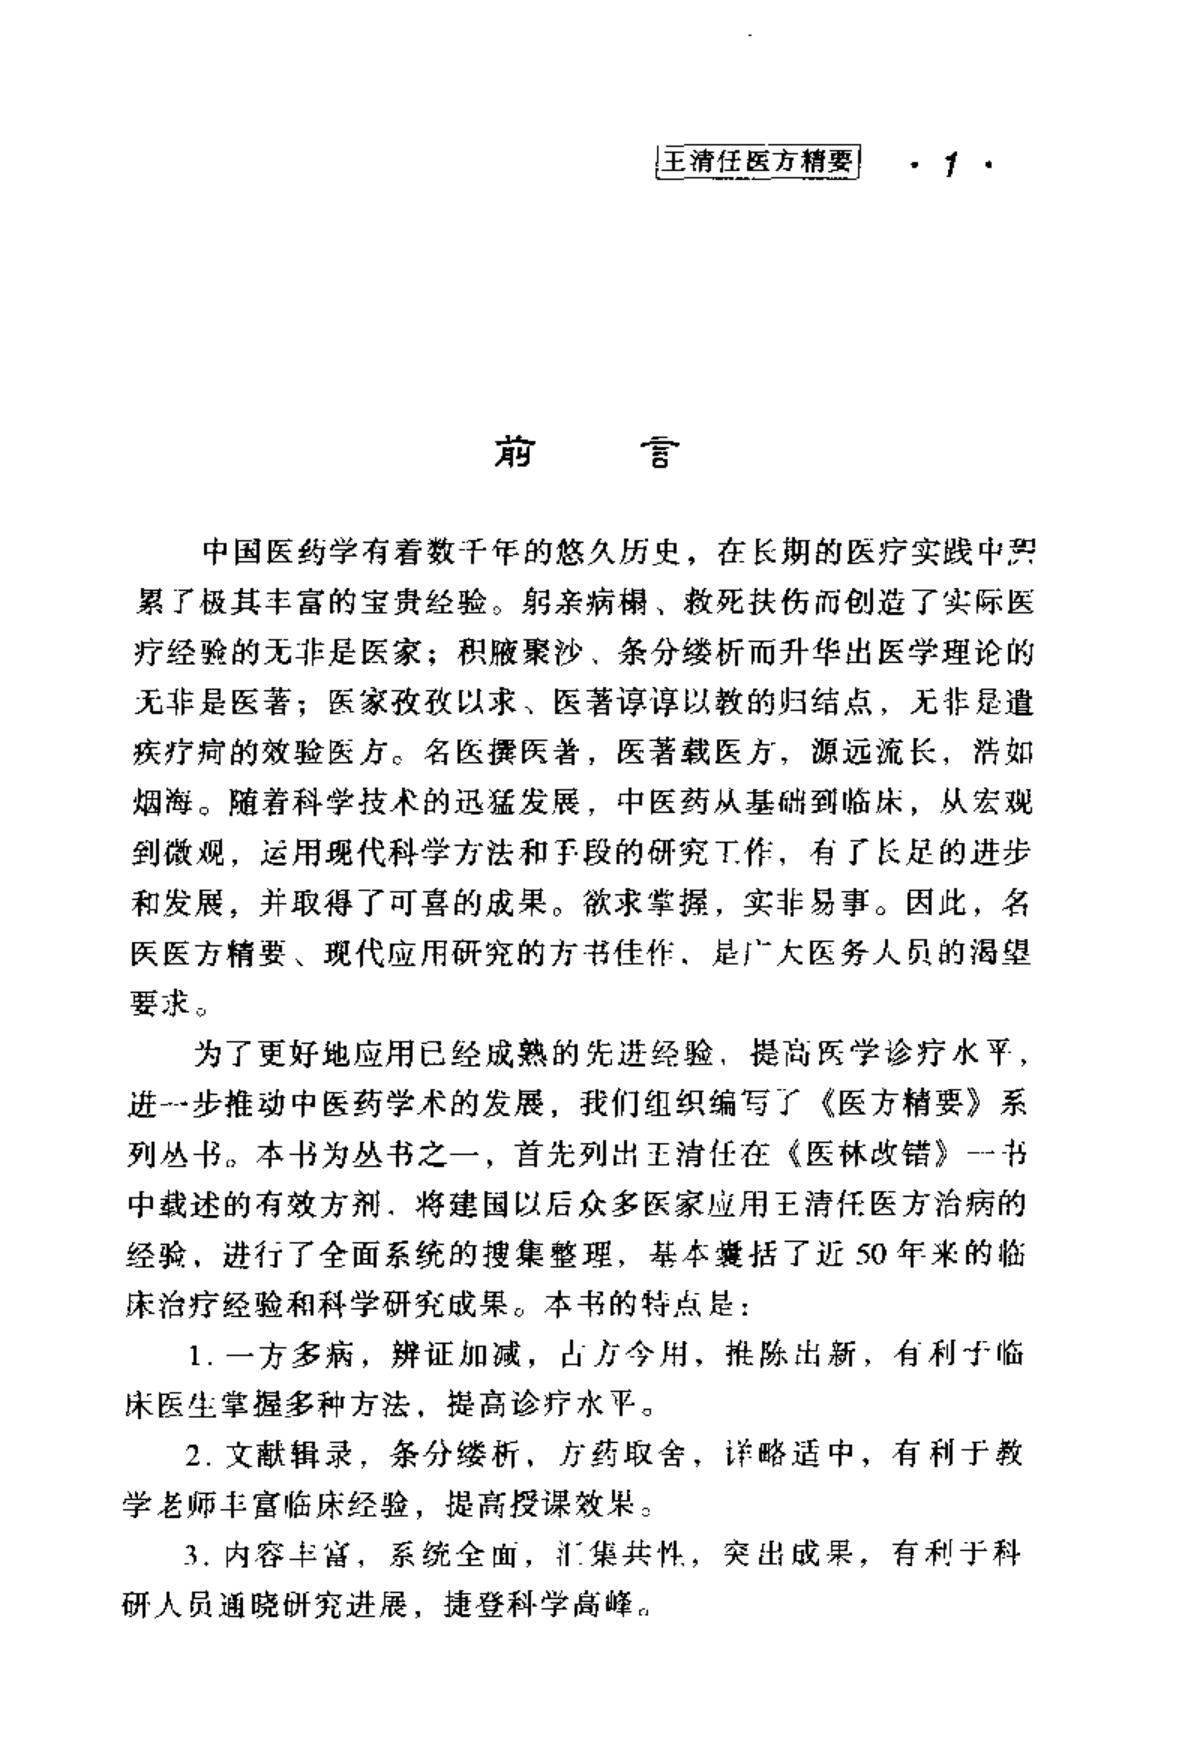 王清任医方精要 · 1 ·
前 言
中国医药学有着数千年的悠久历史，在长期的医疗实践中积
累了极其丰富的宝贵经验。躬亲病榻、救死扶伤而创造了实际医
疗经验的无非是医家；积腋聚沙、条分缕析而升华出医学理论的
无非是医著；医家孜孜以求、医著谆谆以教的归结点，无非是遣
疾疗疴的效验医方。名医撰医著，医著载医方，源远流长，浩如
烟海。随着科学技术的迅猛发展，中医药从基础到临床，从宏观
到微观，运用现代科学方法和手段的研究工作，有了长足的进步
和发展，并取得了可喜的成果。欲求掌握，实非易事。因此，名
医医方精要、现代应用研究的方书佳作，是广大医务人员的渴望
要求。
为了更好地应用已经成熟的先进经验，提高医学诊疗水平，
进一步推动中医药学术的发展，我们组织编写了《医方精要》系
列丛书。本书为丛书之一，首先列出王清任在《医林改错》一书
中载述的有效方剂，将建国以后众多医家应用王清任医方治病的
经验，进行了全面系统的搜集整理，基本囊括了近 50 年来的临
床治疗经验和科学研究成果。本书的特点是：
1. 一方多病，辨证加减，古方今用，推陈出新，有利于临
床医生掌握多种方法，提高诊疗水平。
2. 文献辑录，条分缕析，方药取舍，详略适中，有利于教
学老师丰富临床经验，提高授课效果。
3. 内容丰富，系统全面，汇集共性，突出成果，有利于科
研人员通晓研究进展，捷登科学高峰。